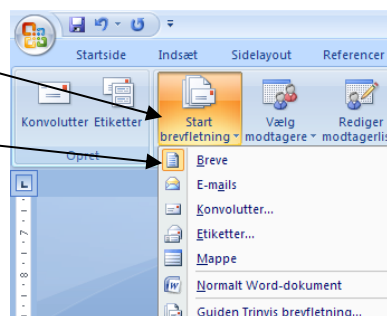 Startside Indsæt Sidelayout Referencer
Konvolutter Etiketter Start brevfletning Vælg modtagere Rediger modtagerlis
Opret
L
Breve
E-mails
Konvolutter...
Etiketter...
Mappe
Normalt Word-dokument
Guiden Trinvis brevfletning...